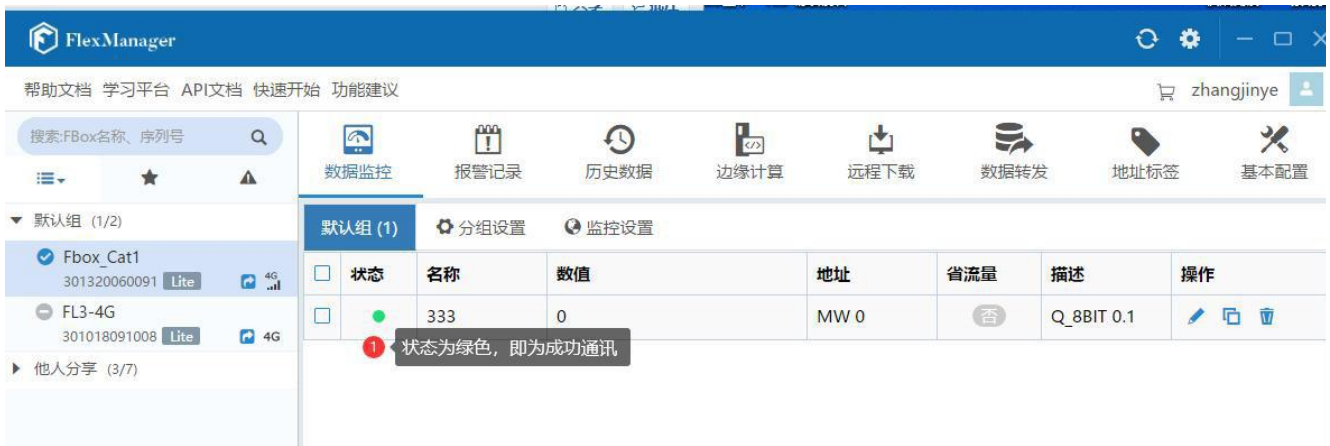 FlexManager
帮助文档 学习平台 API文档 快速开始 功能建议 zhangjinye
搜索:FBox名称、序列号
数据监控 报警记录 历史数据 边缘计算 远程下载 数据转发 地址标签 基本配置
默认组 (1/2)
默认组 (1) 分组设置 监控设置
Fbox_Cat1
301320060091 Lite 4G
状态 名称 数值 地址 省流量 描述 操作
FL3-4G
301018091008 Lite 4G
333 0 MW 0 否 Q_8BIT 0.1
1 状态为绿色，即为成功通讯
他人分享 (3/7)